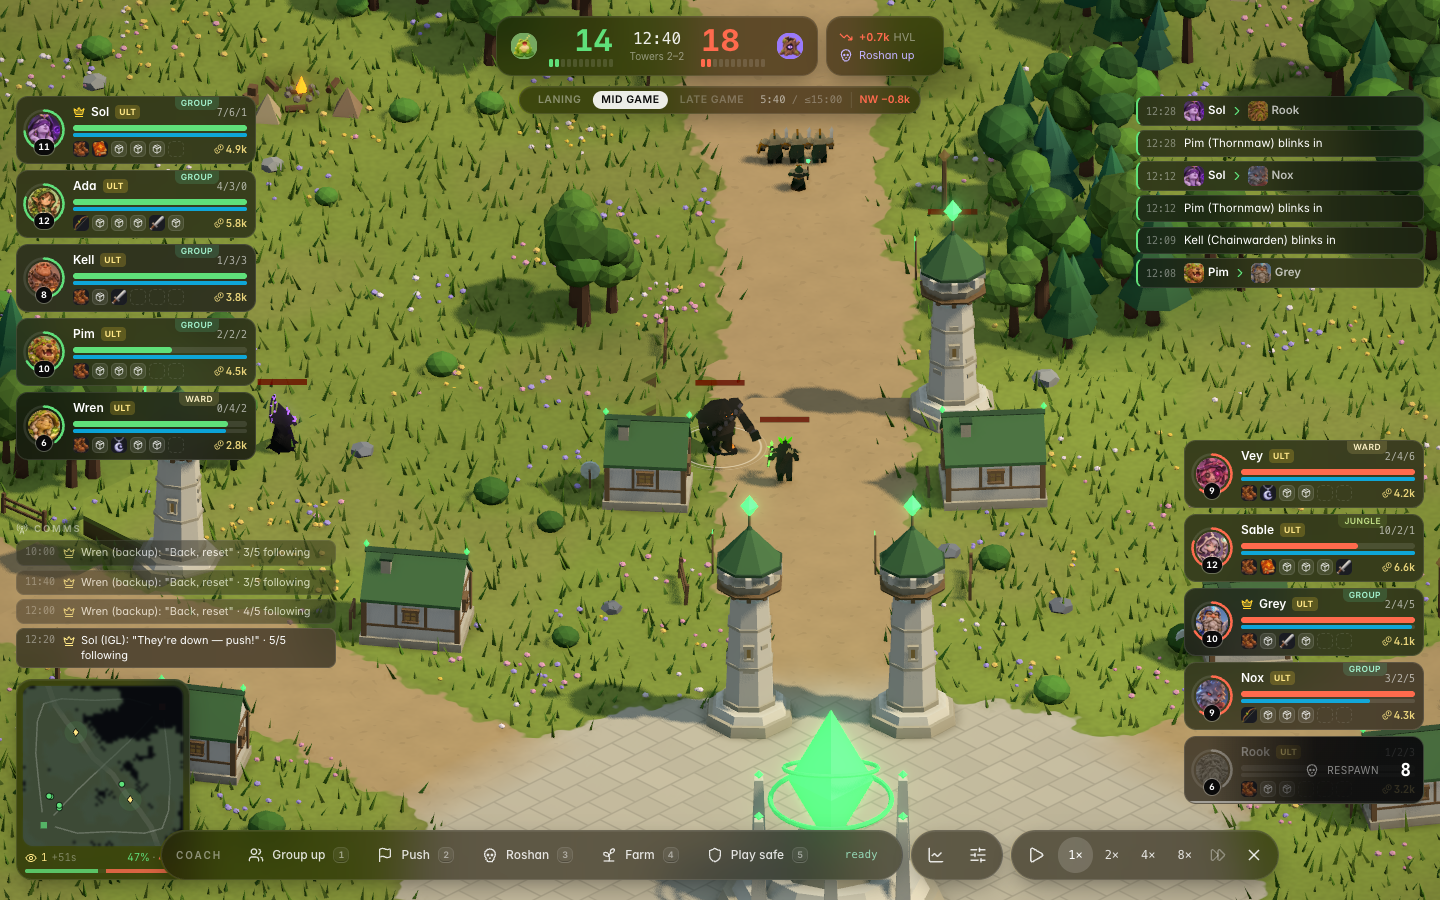 14 12:40 18
Towers 2–2
+0.7k HVL
Roshan up
LANING MID GAME LATE GAME 5:40 / ≤15:00 NW −0.8k
GROUP
Sol ULT 7/6/1
11 4.9k
GROUP
Ada ULT 4/3/0
12 5.8k
GROUP
Kell ULT 1/3/3
8 3.8k
GROUP
Pim ULT 2/2/2
10 4.5k
WARD
Wren ULT 0/4/2
6 2.8k
12:28 Sol > Rook
12:28 Pim (Thornmaw) blinks in
12:12 Sol > Nox
12:12 Pim (Thornmaw) blinks in
12:09 Kell (Chainwarden) blinks in
12:08 Pim > Grey
WARD
Vey ULT 2/4/6
9 4.2k
JUNGLE
Sable ULT 10/2/1
12 6.6k
GROUP
Grey ULT 2/4/5
10 4.1k
GROUP
Nox ULT 3/2/5
9 4.3k
Rook ULT 1/2/3
RESPAWN 8
6 3.2k
COMMS
10:00 Wren (backup): "Back, reset" · 3/5 following
11:40 Wren (backup): "Back, reset" · 3/5 following
12:00 Wren (backup): "Back, reset" · 4/5 following
12:20 Sol (IGL): "They're down — push!" · 5/5
following
1 +51s 47% ·
COACH Group up 1 Push 2 Roshan 3 Farm 4 Play safe 5 ready
1× 2× 4× 8×